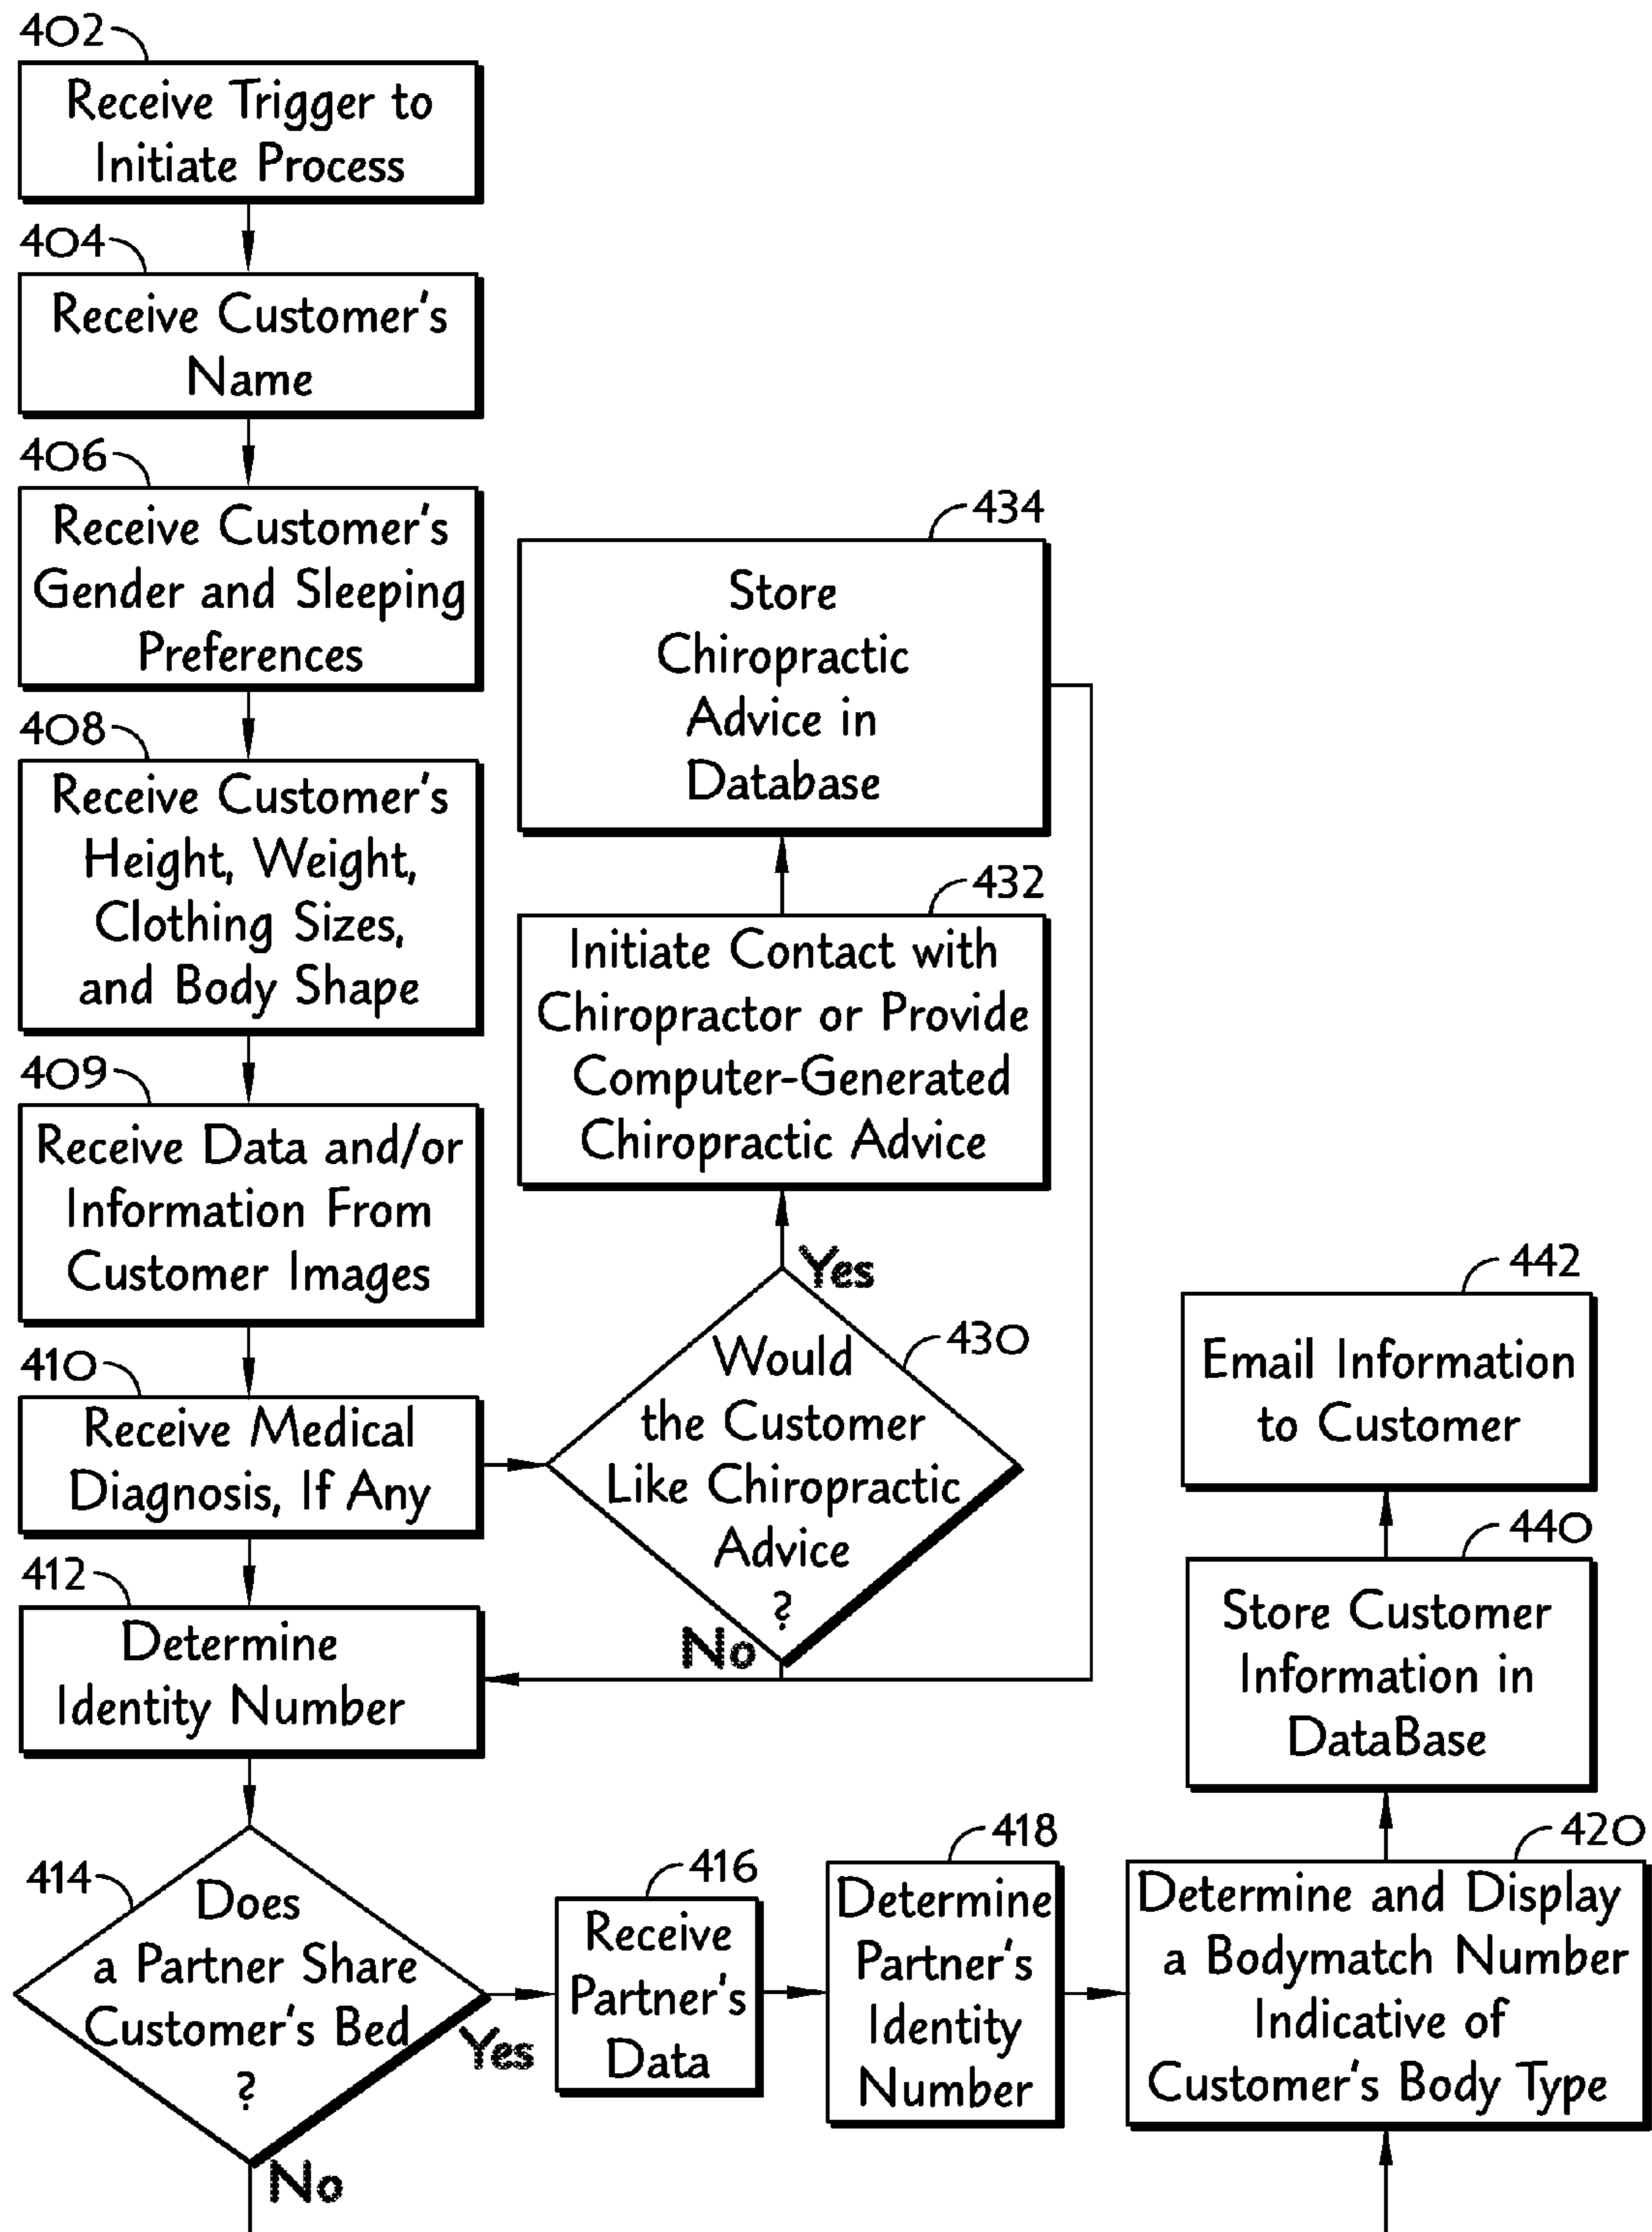 402
Receive Trigger to
Initiate Process
404
Receive Customer's
Name
406
Receive Customer's
Gender and Sleeping
Preferences
408
Receive Customer's
Height, Weight,
Clothing Sizes,
and Body Shape
409
Receive Data and/or
Information From
Customer Images
410
Receive Medical
Diagnosis, If Any
412
Determine
Identity Number
414
Does
a Partner Share
Customer's Bed
?
Yes
No
434
Store
Chiropractic
Advice in
Database
432
Initiate Contact with
Chiropractor or Provide
Computer-Generated
Chiropractic Advice
Yes
430
Would
the Customer
Like Chiropractic
Advice
?
No
416
Receive
Partner's
Data
418
Determine
Partner's
Identity
Number
442
Email Information
to Customer
440
Store Customer
Information in
DataBase
420
Determine and Display
a Bodymatch Number
Indicative of
Customer's Body Type